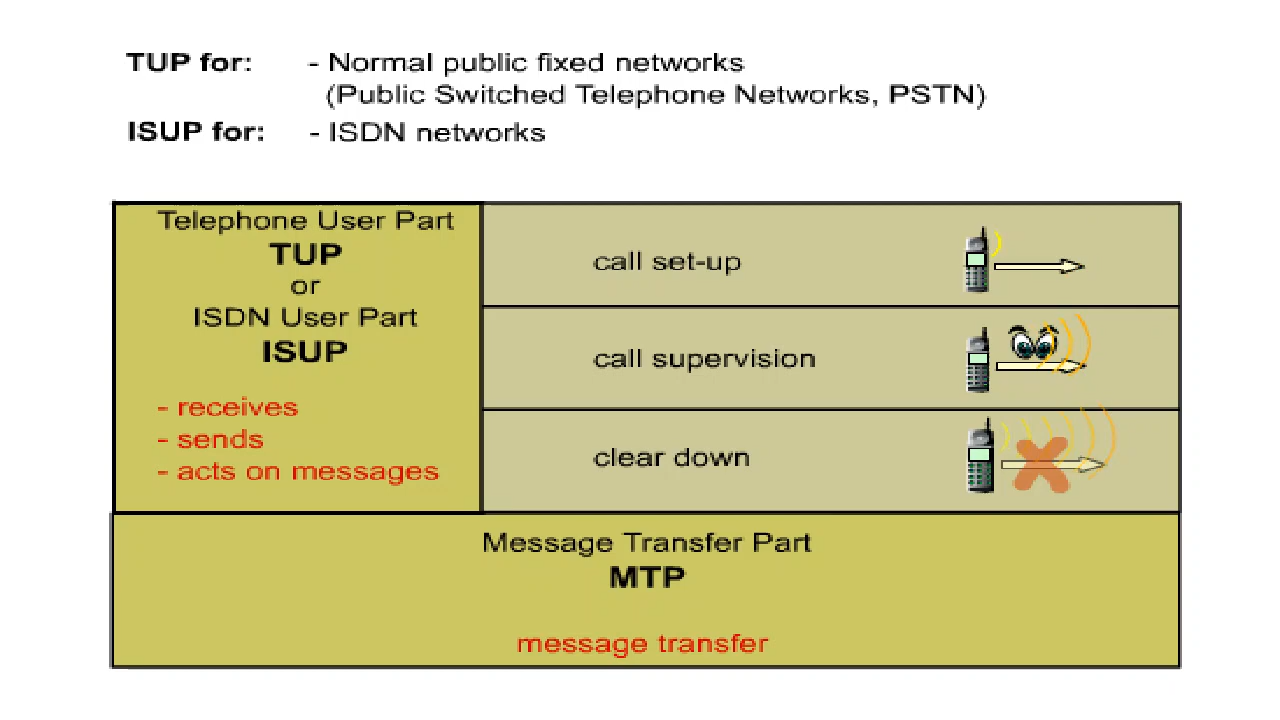 TUP for: - Normal public fixed networks
(Public Switched Telephone Networks, PSTN)
ISUP for: - ISDN networks
Telephone User Part
TUP
or
ISDN User Part
ISUP
- receives
- sends
- acts on messages
call set-up
call supervision
clear down
Message Transfer Part
MTP
message transfer